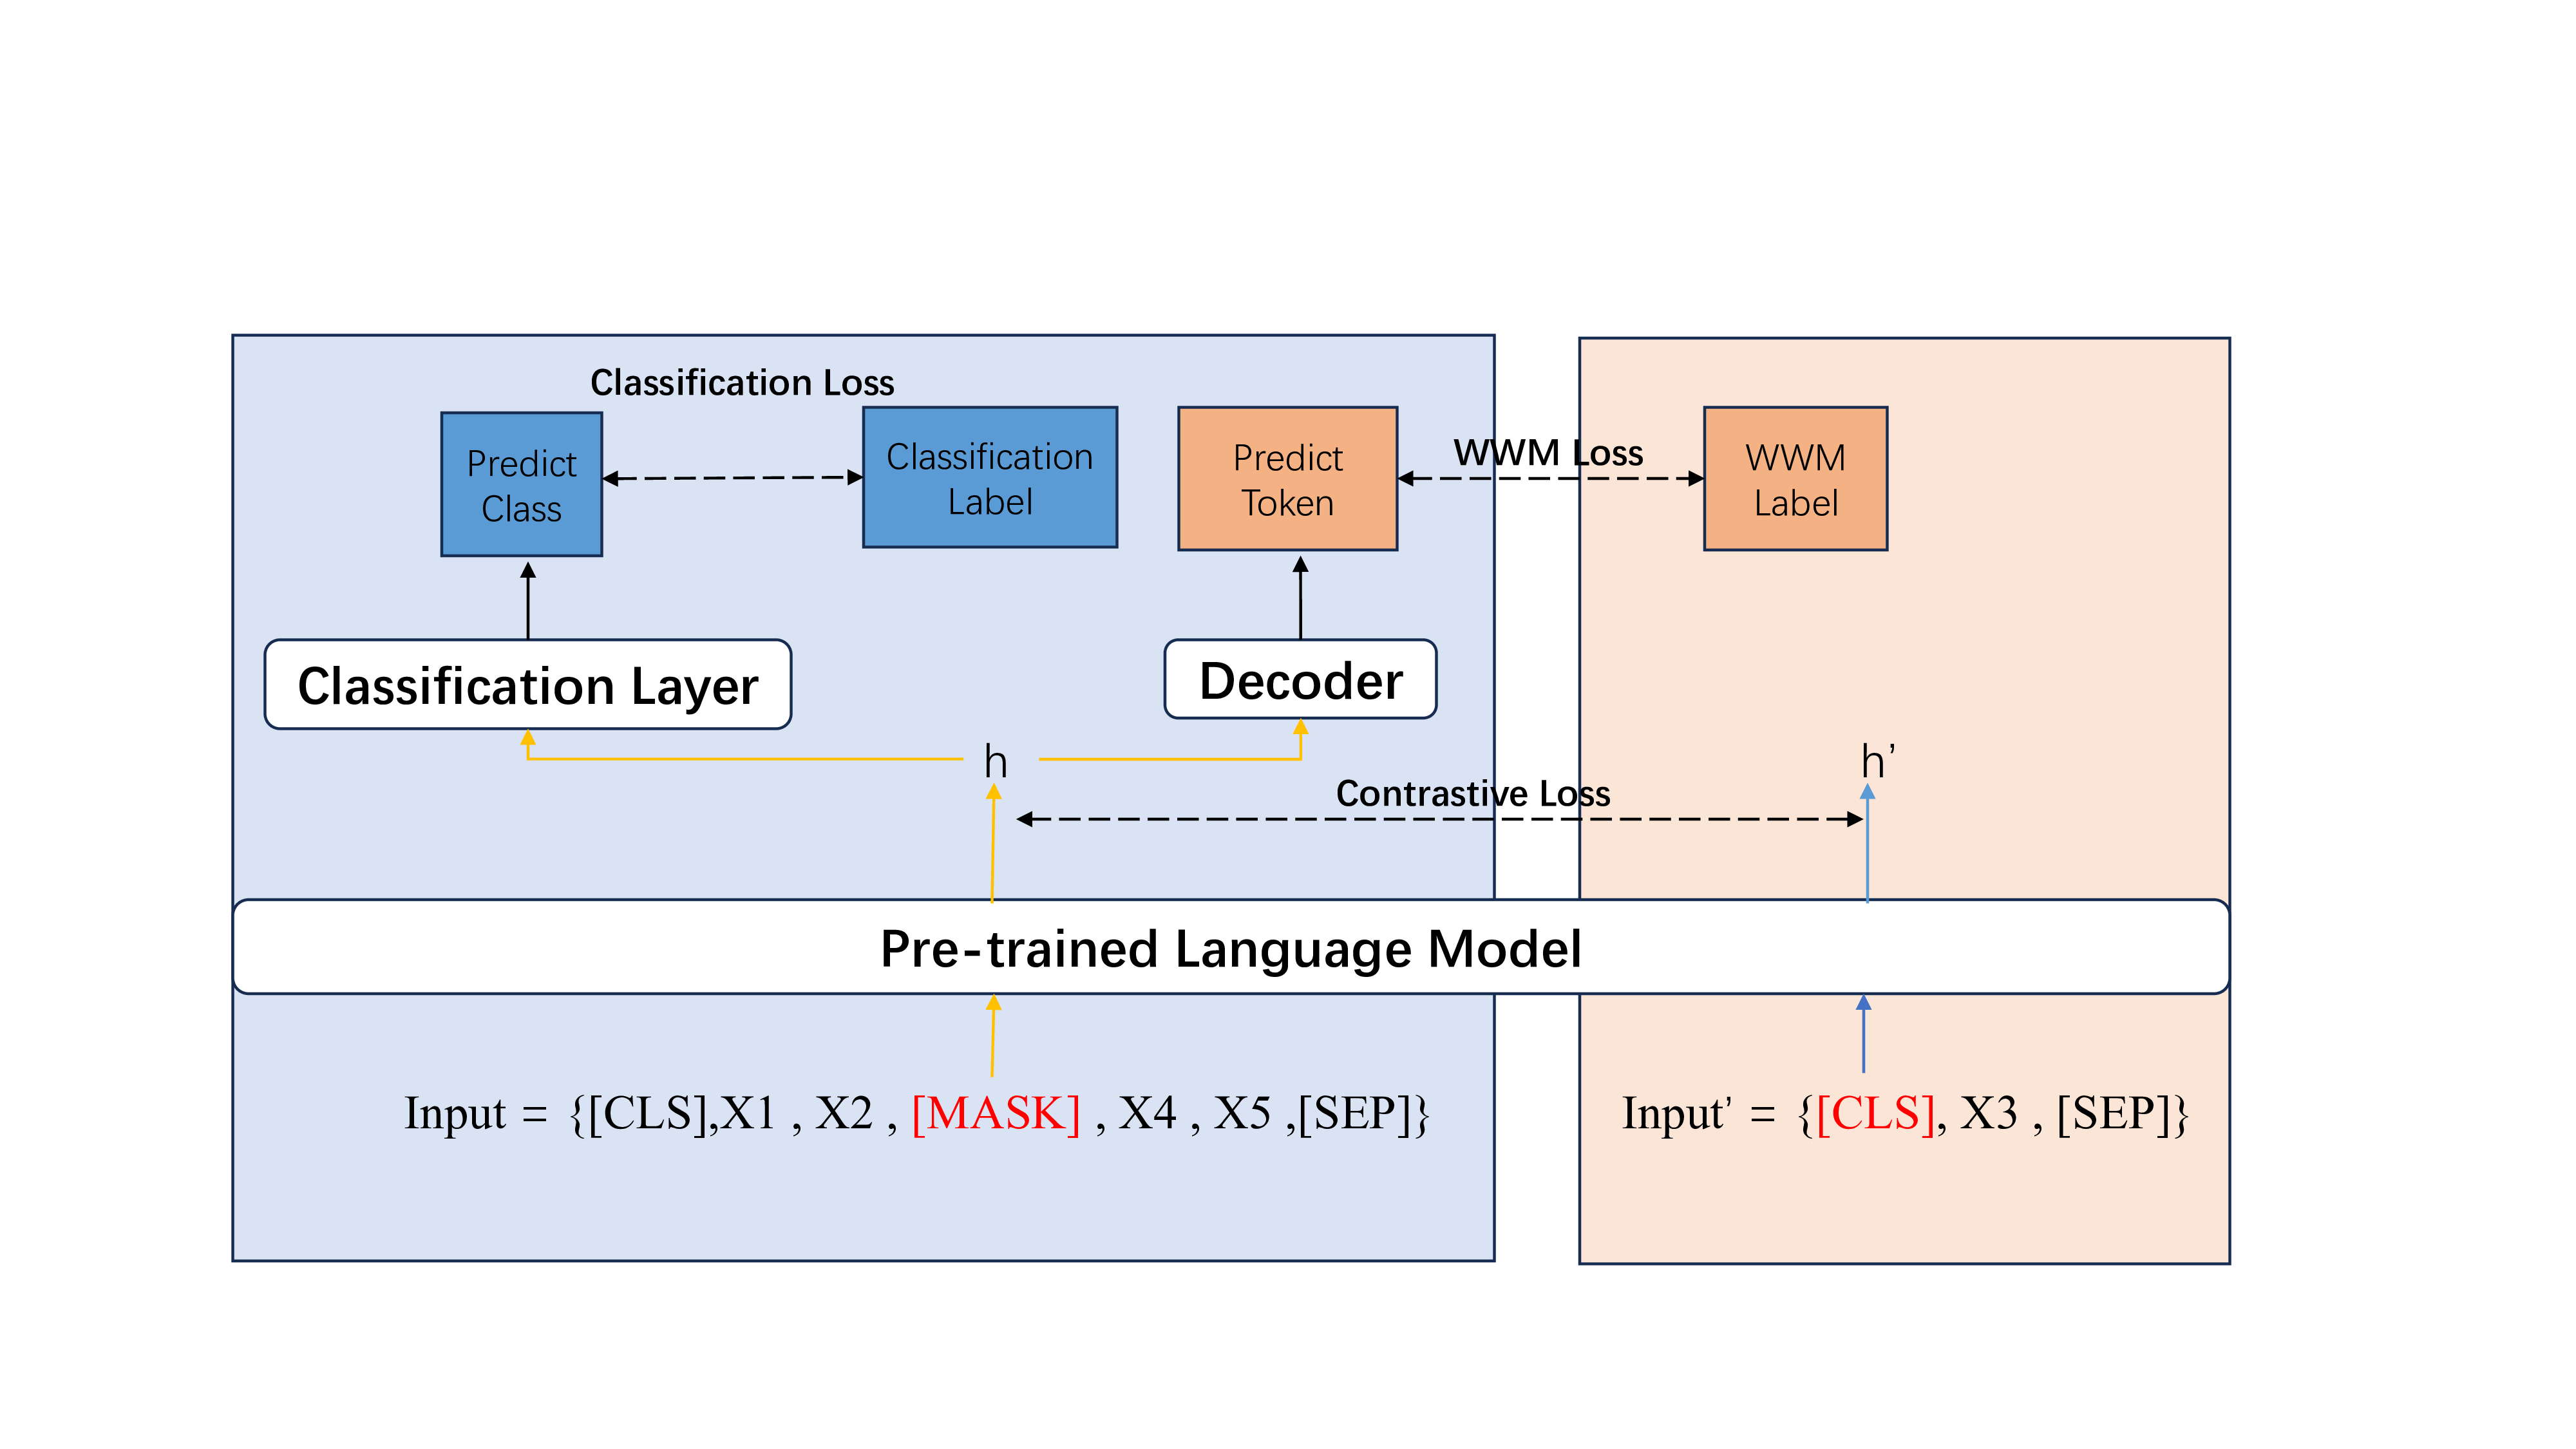 Classification Loss
Predict
Class
Classification
Label
Predict
Token
WWM Loss
WWM
Label
Classification Layer
Decoder
h
h’
Contrastive Loss
Pre-trained Language Model
Input = {[CLS],X1 , X2 , [MASK] , X4 , X5 ,[SEP]}
Input’ = {[CLS], X3 , [SEP]}